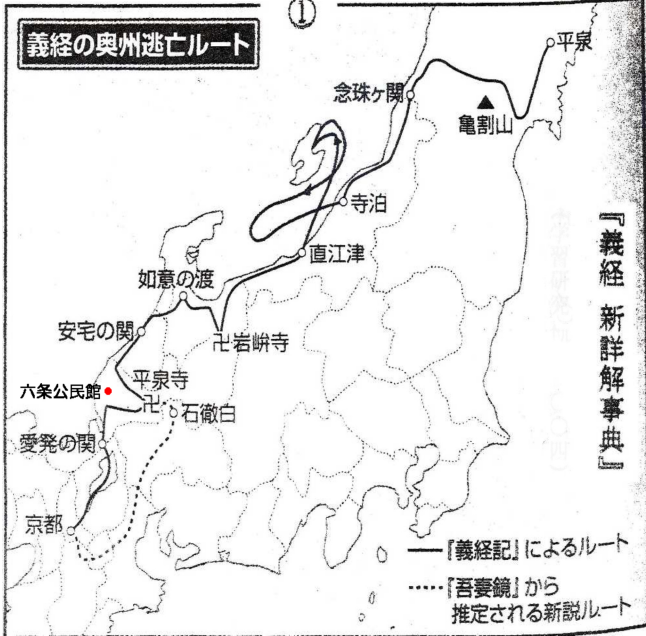 ①
義経の奥州逃亡ルート
平泉
念珠ヶ関
亀割山
寺泊
直江津
如意の渡
卍岩峅寺
安宅の関
平泉寺
卍
石徹白
六条公民館
愛発の関
京都
『義経 新詳解事典』
『義経記』によるルート
『吾妻鏡』から
推定される新説ルート